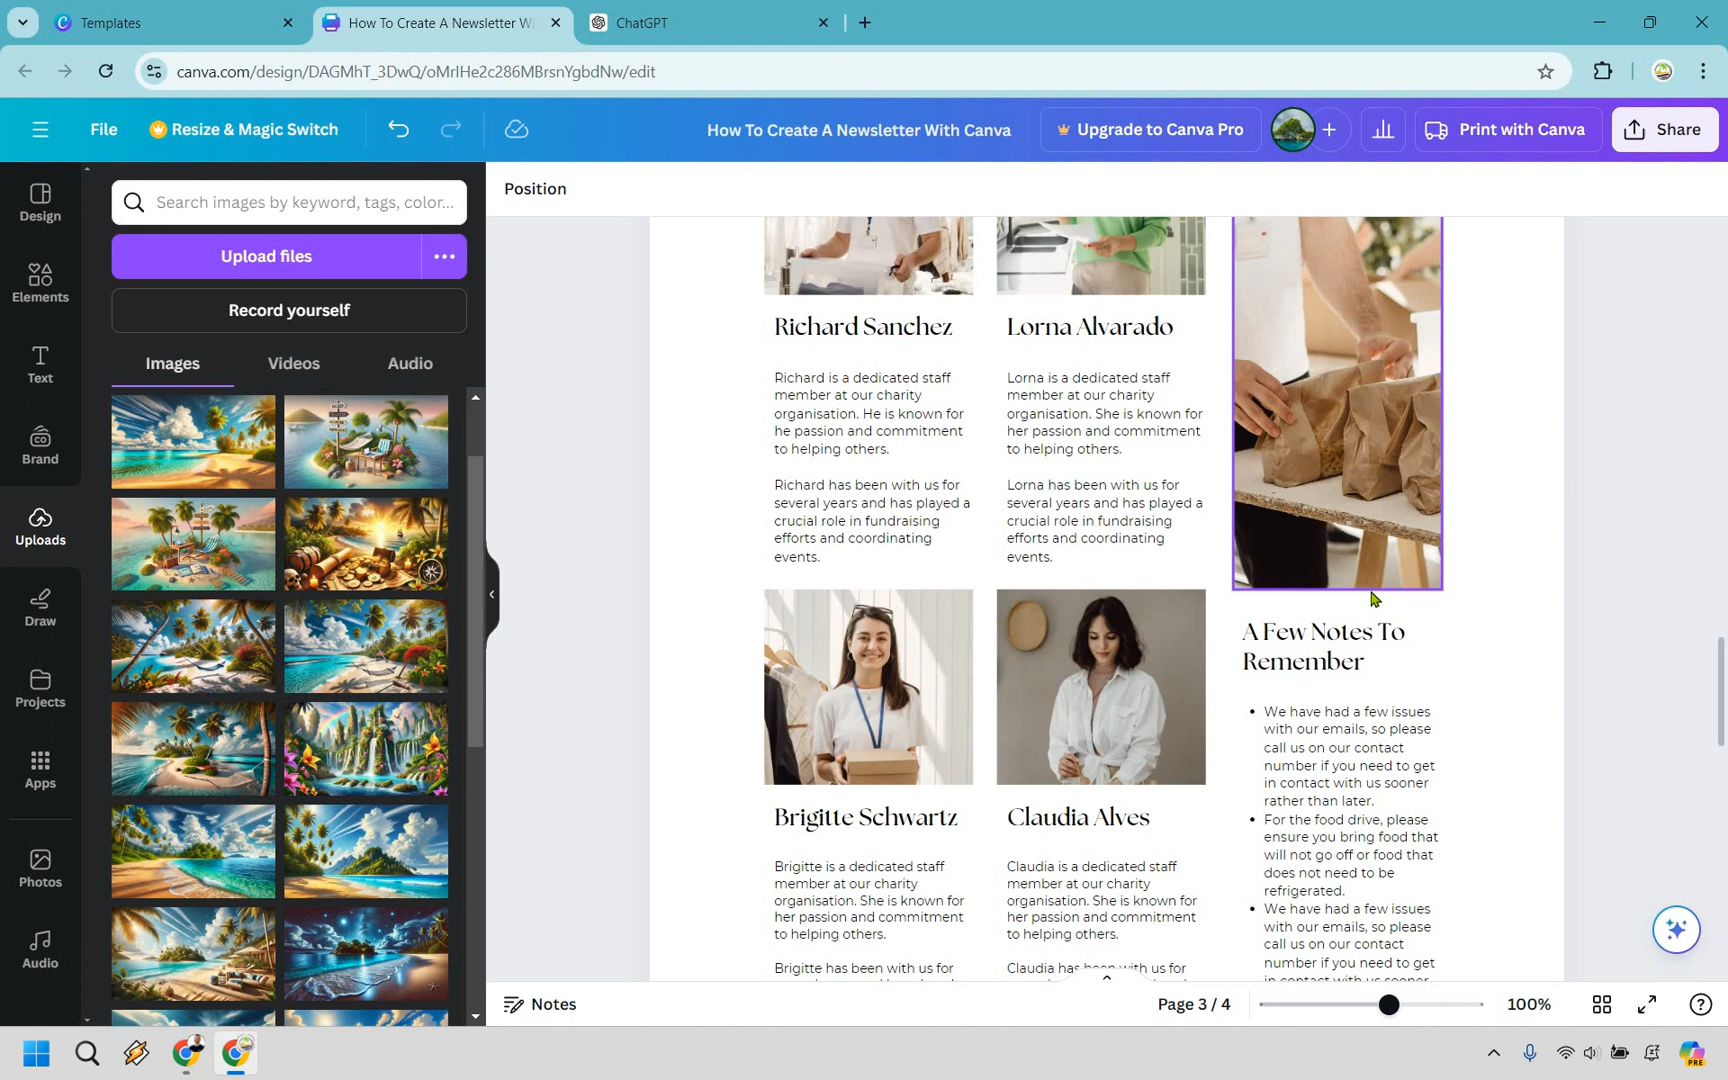 Templates
How To Create A Newsletter Wi
ChatGPT
canva.com/design/DAGMhT_3DwQ/oMrIHe2c286MBrsnYgbdNw/edit
File
Resize & Magic Switch
How To Create A Newsletter With Canva
Upgrade to Canva Pro
Print with Canva
Share
Design
Elements
Text
Brand
Uploads
Draw
Projects
Apps
Photos
Audio
Search images by keyword, tags, color...
Upload files
Record yourself
Images
Videos
Audio
Position
Richard Sanchez
Richard is a dedicated staff
member at our charity
organisation. He is known for
he passion and commitment
to helping others.
Richard has been with us for
several years and has played a
crucial role in fundraising
efforts and coordinating
events.
Lorna Alvarado
Lorna is a dedicated staff
member at our charity
organisation. She is known for
her passion and commitment
to helping others.
Lorna has been with us for
several years and has played a
crucial role in fundraising
efforts and coordinating
events.
Brigitte Schwartz
Brigitte is a dedicated staff
member at our charity
organisation. She is known for
her passion and commitment
to helping others.
Brigitte has been with us for
Claudia Alves
Claudia is a dedicated staff
member at our charity
organisation. She is known for
her passion and commitment
to helping others.
Claudia has been with us for
A Few Notes To
Remember
• We have had a few issues
with our emails, so please
call us on our contact
number if you need to get
in contact with us sooner
rather than later.
• For the food drive, please
ensure you bring food that
will not go off or food that
does not need to be
refrigerated.
• We have had a few issues
with our emails, so please
call us on our contact
number if you need to get
in contact with us sooner
Notes
Page 3 / 4
100%
PRE